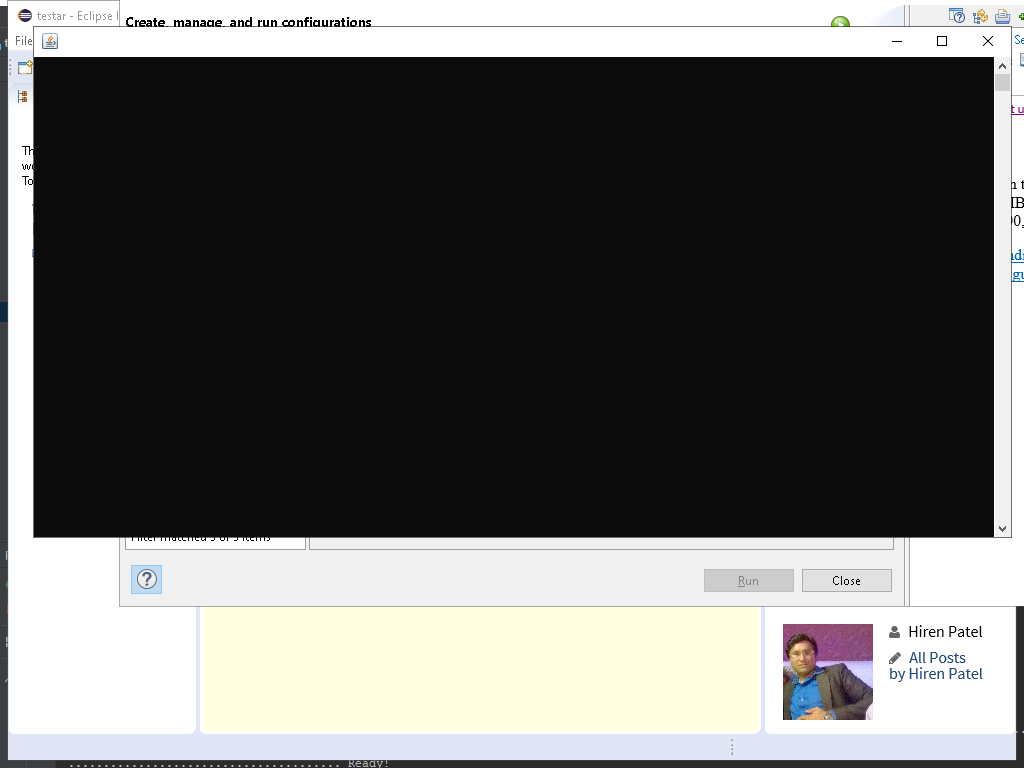 testar - Eclipse
Create, manage, and run configurations
File
Se
t u
Th
we
To
n t
IB
00,
ndr
gu
Filter matched 5 of 5 items
?
Run
Close
Hiren Patel
All Posts
by Hiren Patel
Ready!